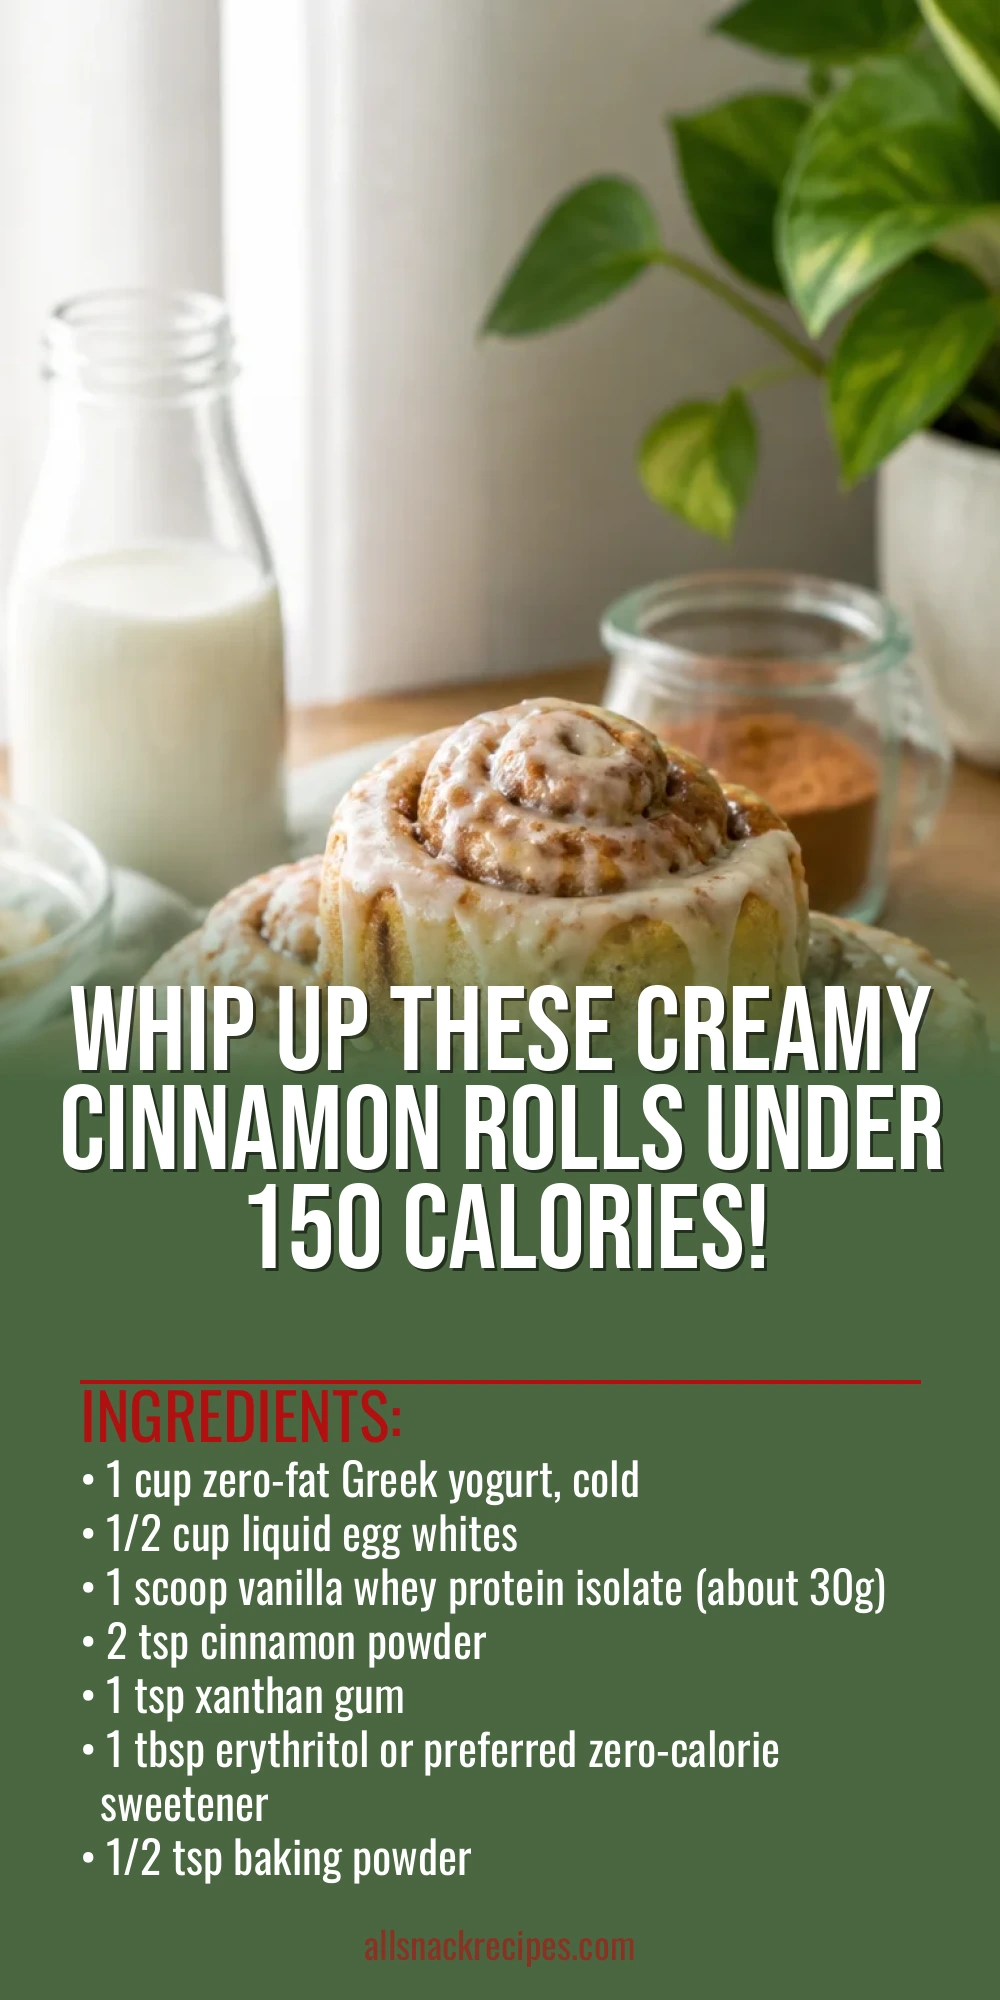 WHIP UP THESE CREAMY
CINNAMON ROLLS UNDER
150 CALORIES!
INGREDIENTS:
• 1 cup zero-fat Greek yogurt, cold
• 1/2 cup liquid egg whites
• 1 scoop vanilla whey protein isolate (about 30g)
• 2 tsp cinnamon powder
• 1 tsp xanthan gum
• 1 tbsp erythritol or preferred zero-calorie
sweetener
• 1/2 tsp baking powder
allsnackrecipes.com